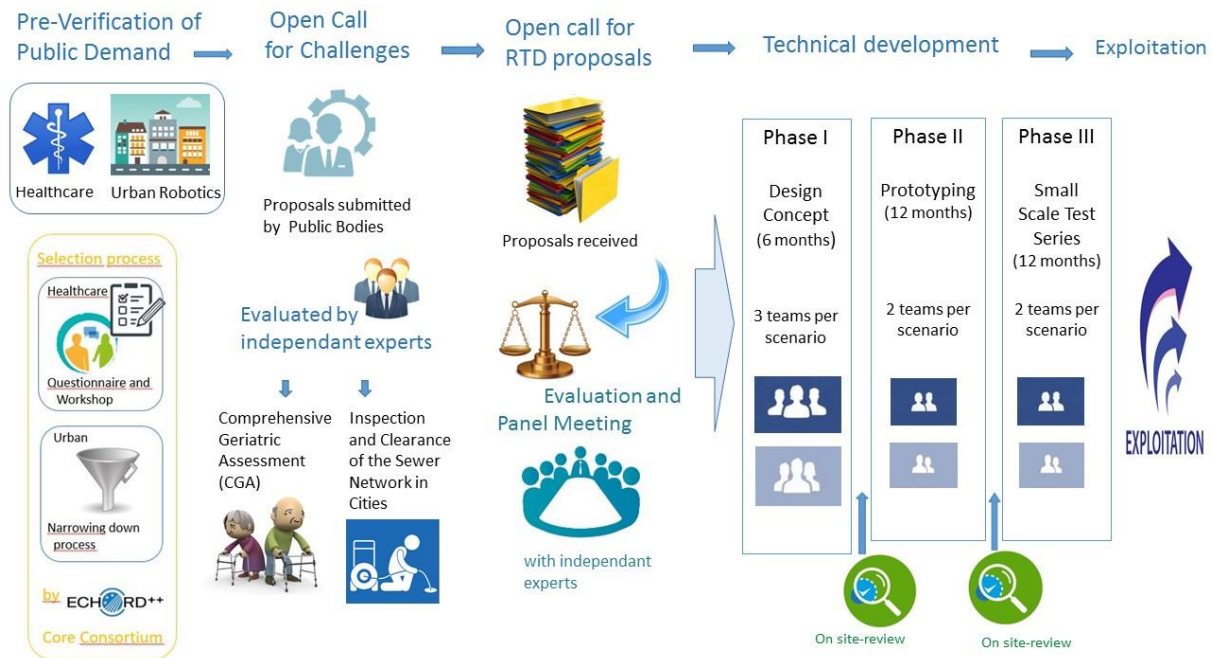 Pre-Verification of
Public Demand
Healthcare
Urban Robotics
Selection process
Healthcare
Questionnaire and
Workshop
Urban
Narrowing down
process
by ECHORD++
Core Consortium
Open Call
for Challenges
Proposals submitted
by Public Bodies
Evaluated by
independant experts
Comprehensive
Geriatric
Assessment
(CGA)
Inspection
and Clearance
of the Sewer
Network in
Cities
Open call for
RTD proposals
Proposals received
Evaluation and
Panel Meeting
with independant
experts
Technical development
Phase I
Design
Concept
(6 months)
3 teams per
scenario
Phase II
Prototyping
(12 months)
2 teams per
scenario
Phase III
Small
Scale Test
Series
(12 months)
2 teams per
scenario
On site-review
On site-review
Exploitation
EXPLOITATION